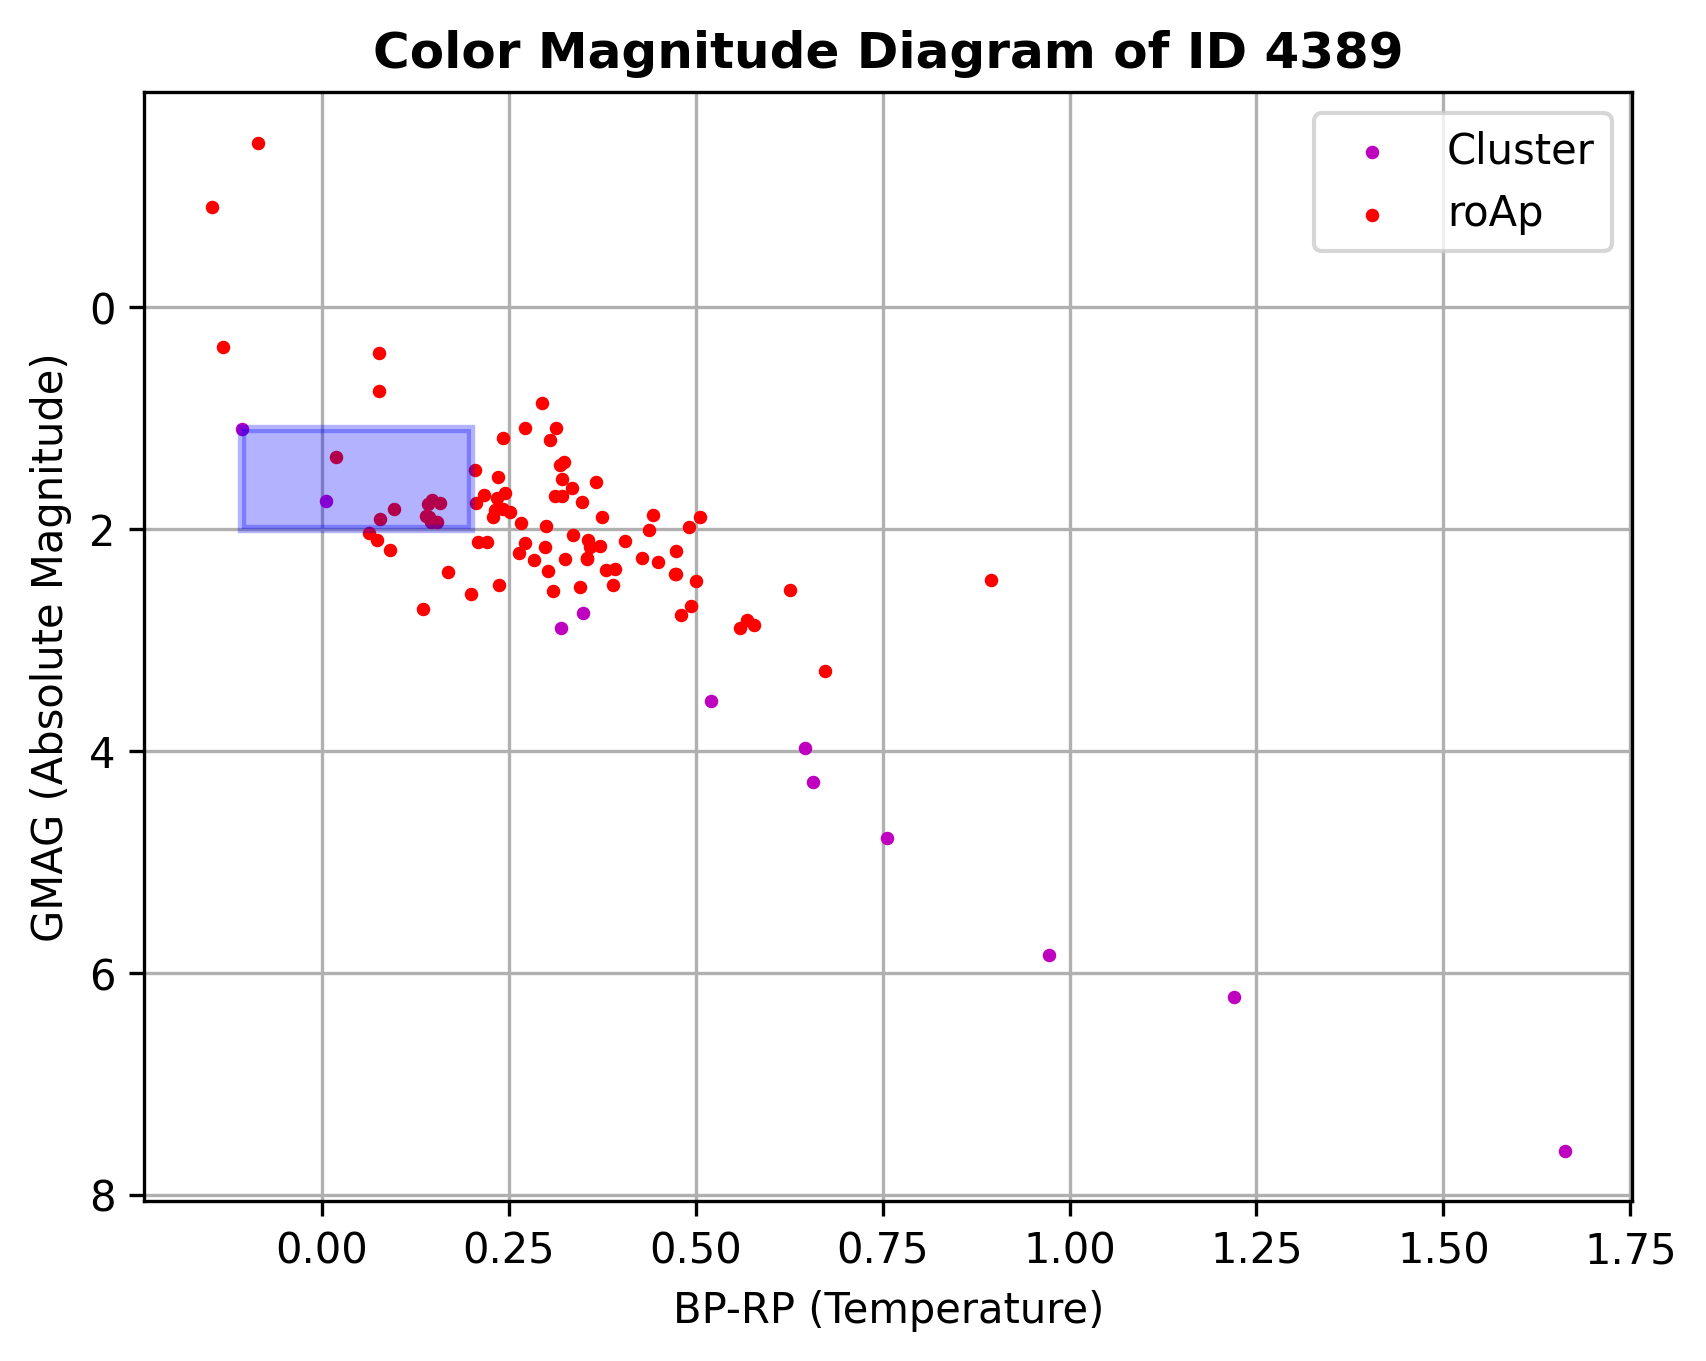 Color Magnitude Diagram of ID 4389
Cluster
roAp
GMAG (Absolute Magnitude)
0
2
4
6
8
0.00 0.25 0.50 0.75 1.00 1.25 1.50 1.75
BP-RP (Temperature)